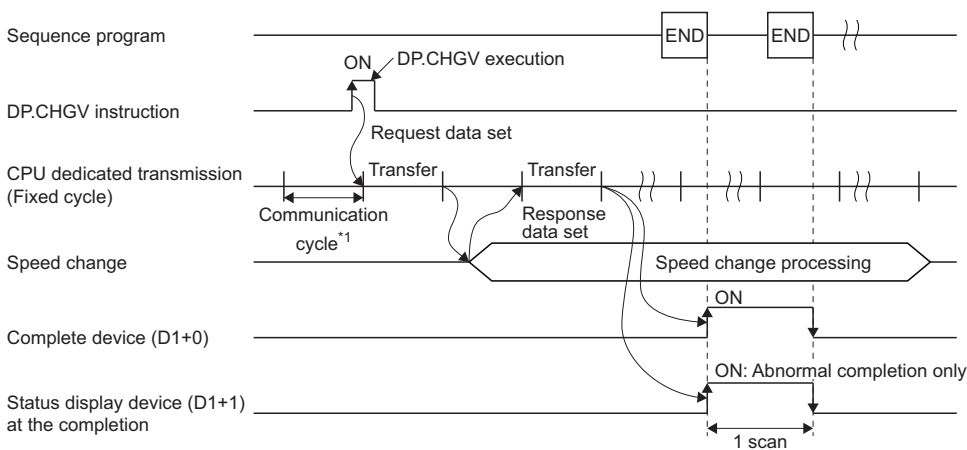 Sequence program
END
END
ON
DP.CHGV execution
DP.CHGV instruction
Request data set
CPU dedicated transmission
(Fixed cycle)
Transfer
Transfer
Communication
cycle*1
Response
data set
Speed change
Speed change processing
ON
Complete device (D1+0)
ON: Abnormal completion only
Status display device (D1+1)
at the completion
1 scan